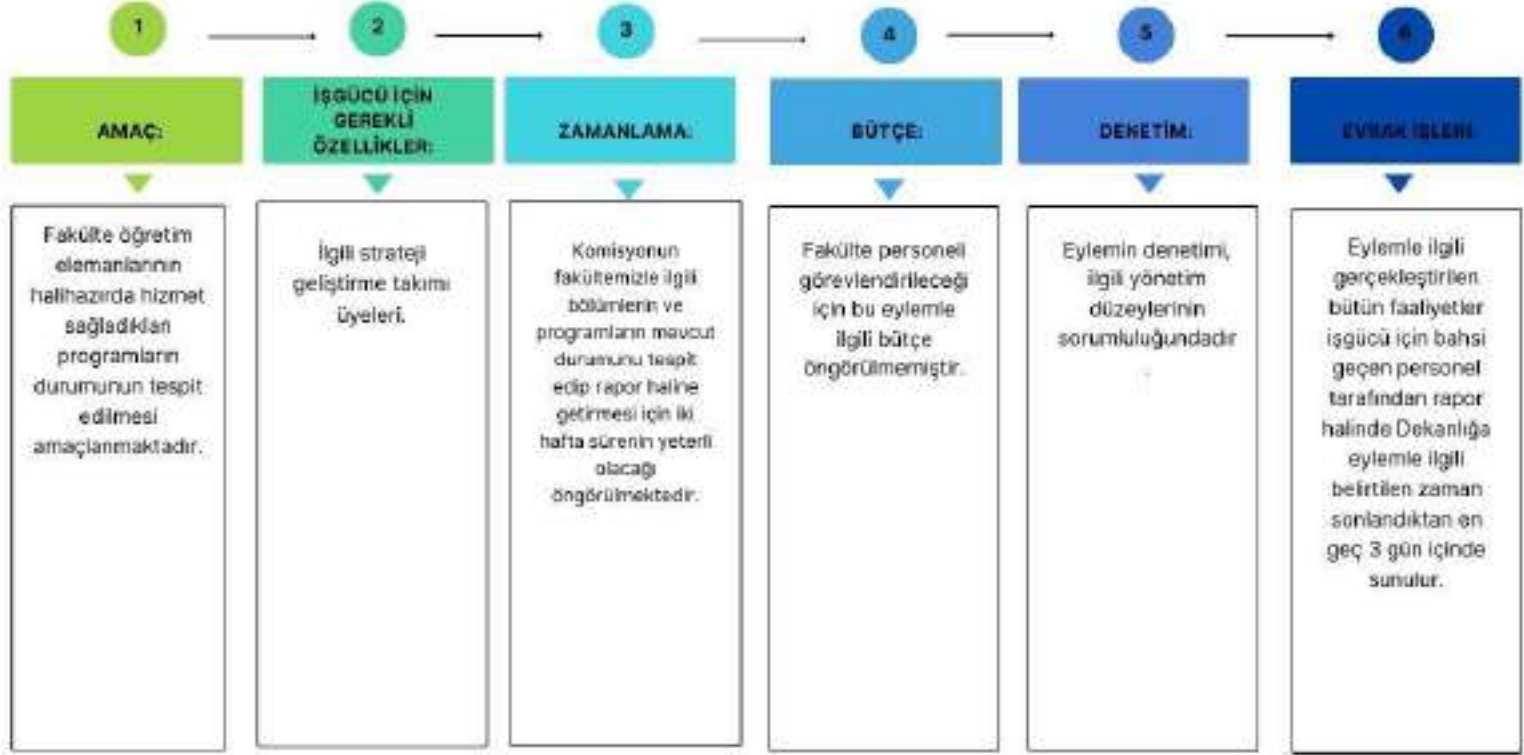 1
2
3
4
5
6
AMAÇ:
Fakülte öğretim
elemanlarının
halihazırda hizmet
sağladıkları
programların
durumunun tespit
edilmesi
amaçlanmaktadır.
İŞGÜCÜ İÇİN
GEREKLİ
ÖZELLİKLER:
İlgili strateji
geliştirme takımı
üyeleri.
ZAMANLAMA:
Komisyonun
fakültemizle ilgili
bölümlerin ve
programların mevcut
durumunu tespit
edip rapor haline
getirmesi için iki
hafta sürenin yeterli
olacağı
öngörülmektedir.
BÜTÇE:
Fakülte personeli
görevlendirileceği
için bu eylemle
ilgili bütçe
öngörülmemiştir.
DENETİM:
Eylemin denetimi,
ilgili yönetim
düzeylerinin
sorumluluğundadır
.
EVRAK İŞLERİ:
Eylemle ilgili
gerçekleştirilen
bütün faaliyetler
işgücü için bahsi
geçen personel
tarafından rapor
halinde Dekanlığa
eylemle ilgili
belirtilen zaman
sonlandıktan en
geç 3 gün içinde
sunulur.